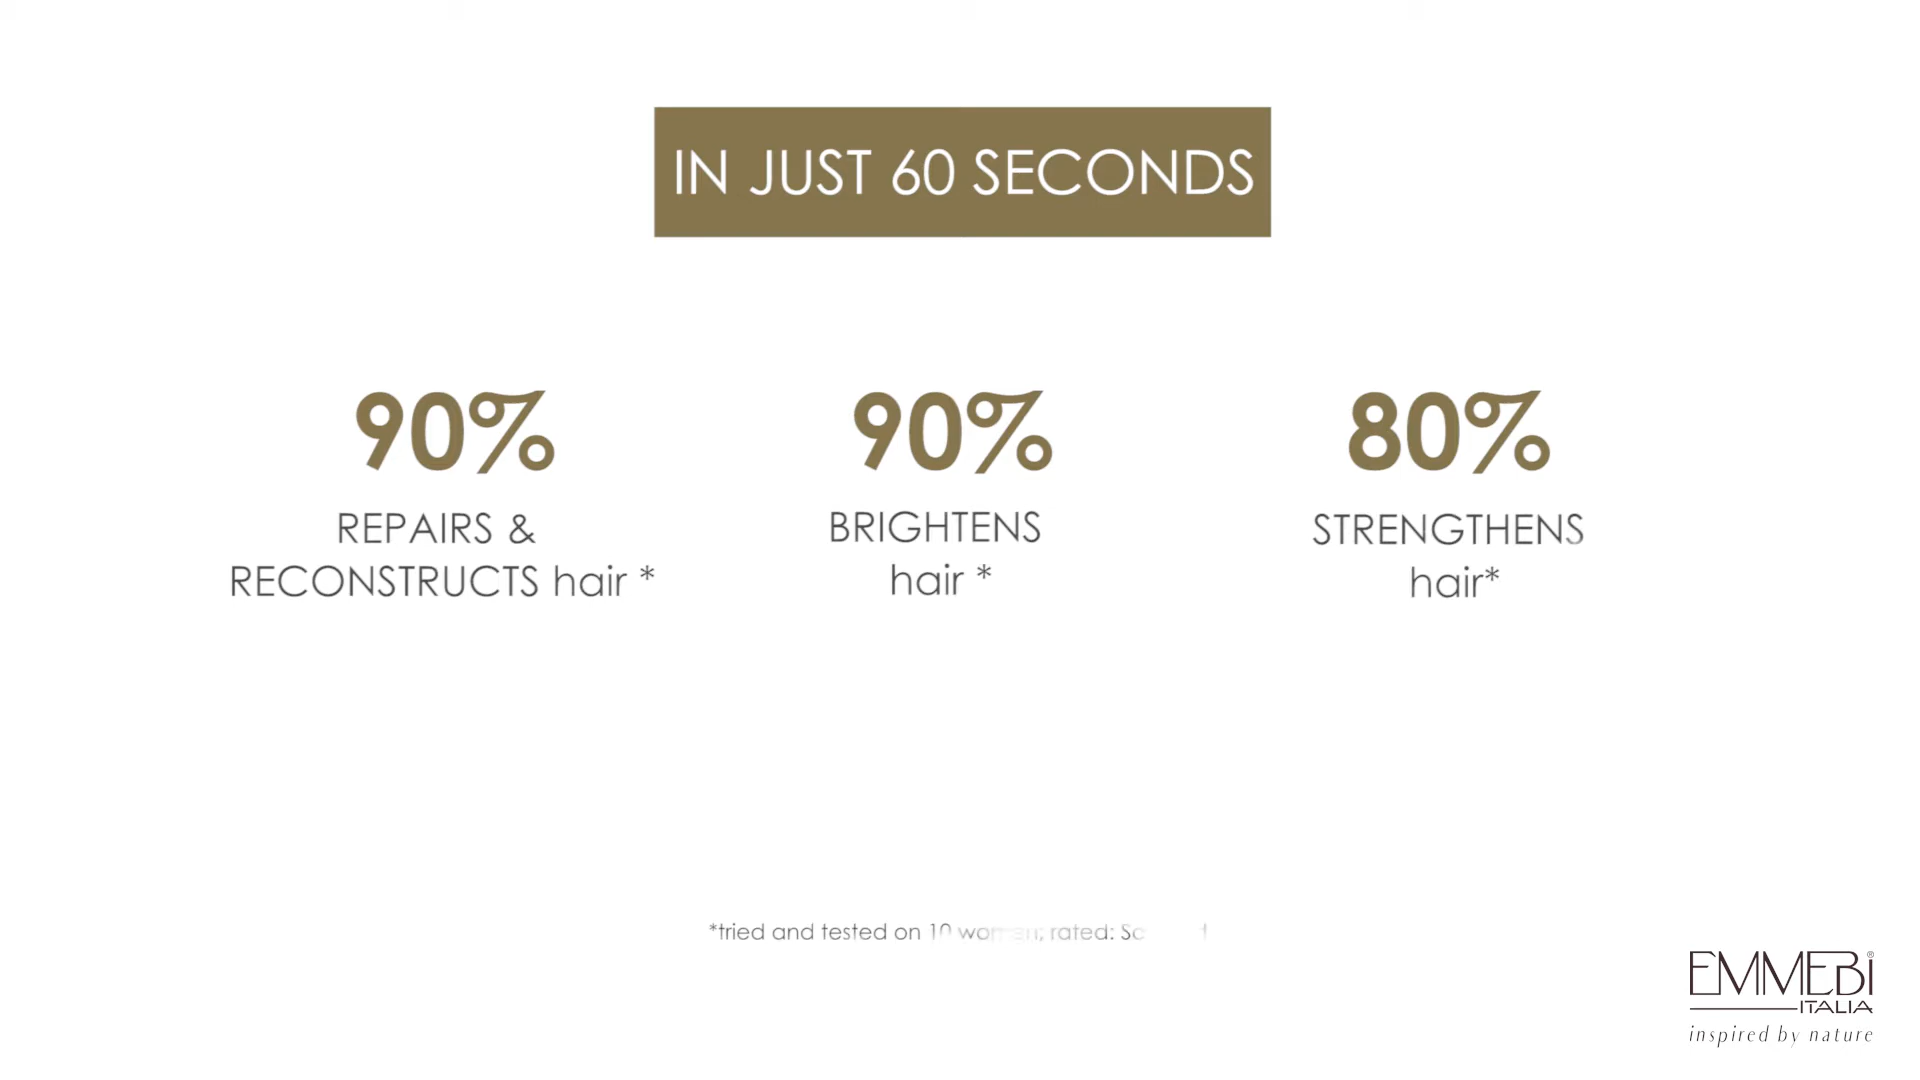 IN JUST 60 SECONDS
90%
REPAIRS &
RECONSTRUCTS hair *
90%
BRIGHTENS
hair *
80%
STRENGTHENS
hair*
*tried and tested on 10 women; rated:
EMMEBI®
ITALIA
inspired by nature